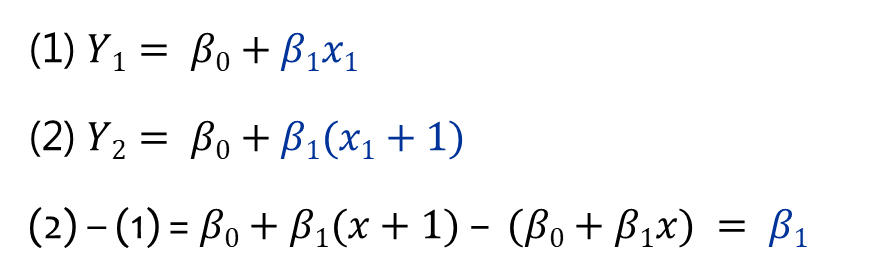 (1) Y₁ = β₀ + β₁x₁
(2) Y₂ = β₀ + β₁(x₁ + 1)
(2) – (1) = β₀ + β₁(x + 1) – (β₀ + β₁x) = β₁